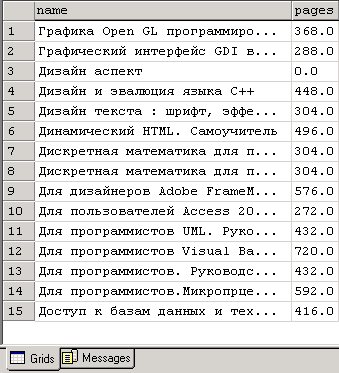 name pages
1 Графика Open GL программиро... 368.0
2 Графический интерфейс GDI в... 288.0
3 Дизайн аспект 0.0
4 Дизайн и эвалюция языка C++ 448.0
5 Дизайн текста : шрифт, эффе... 304.0
6 Динамический HTML. Самоучитель 496.0
7 Дискретная математика для п... 304.0
8 Дискретная математика для п... 304.0
9 Для дизайнеров Adobe FrameM... 576.0
10 Для пользователей Access 20... 272.0
11 Для программистов UML. Руко... 432.0
12 Для программистов Visual Ba... 720.0
13 Для программистов. Руководс... 432.0
14 Для программистов.Микропрце... 592.0
15 Доступ к базам данных и тех... 416.0
Grids Messages